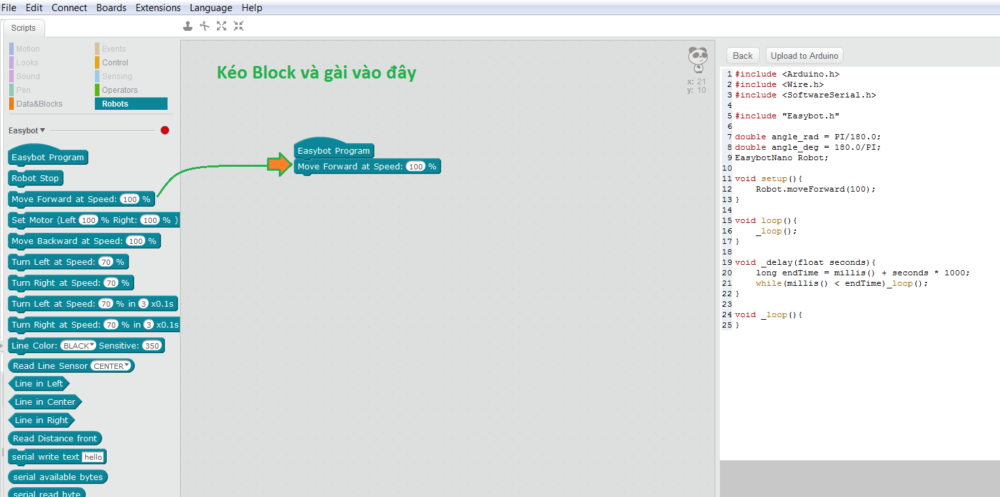 File Edit Connect Boards Extensions Language Help
Scripts
Motion Events
Looks Control
Sound Sensing
Pen Operators
Data&Blocks Robots
Easybot
Easybot Program
Robot Stop
Move Forward at Speed: 100 %
Set Motor (Left 100 % Right: 100 % )
Move Backward at Speed: 100 %
Turn Left at Speed: 70 %
Turn Right at Speed: 70 %
Turn Left at Speed: 70 % in 3 x0.1s
Turn Right at Speed: 70 % in 3 x0.1s
Line Color: BLACK Sensitive: 350
Read Line Sensor CENTER
Line in Left
Line in Center
Line in Right
Read Distance front
serial write text hello
serial available bytes
serial read byte
Kéo Block và gài vào đây
x: 21
y: 10
Easybot Program
Move Forward at Speed: 100 %
Back Upload to Arduino
1 #include <Arduino.h>
2 #include <Wire.h>
3 #include <SoftwareSerial.h>
4
5 #include "Easybot.h"
6
7 double angle_rad = PI/180.0;
8 double angle_deg = 180.0/PI;
9 EasybotNano Robot;
10
11 void setup(){
12 Robot.moveForward(100);
13 }
14
15 void loop(){
16 _loop();
17 }
18
19 void _delay(float seconds){
20 long endTime = millis() + seconds * 1000;
21 while(millis() < endTime)_loop();
22 }
23
24 void _loop(){
25 }